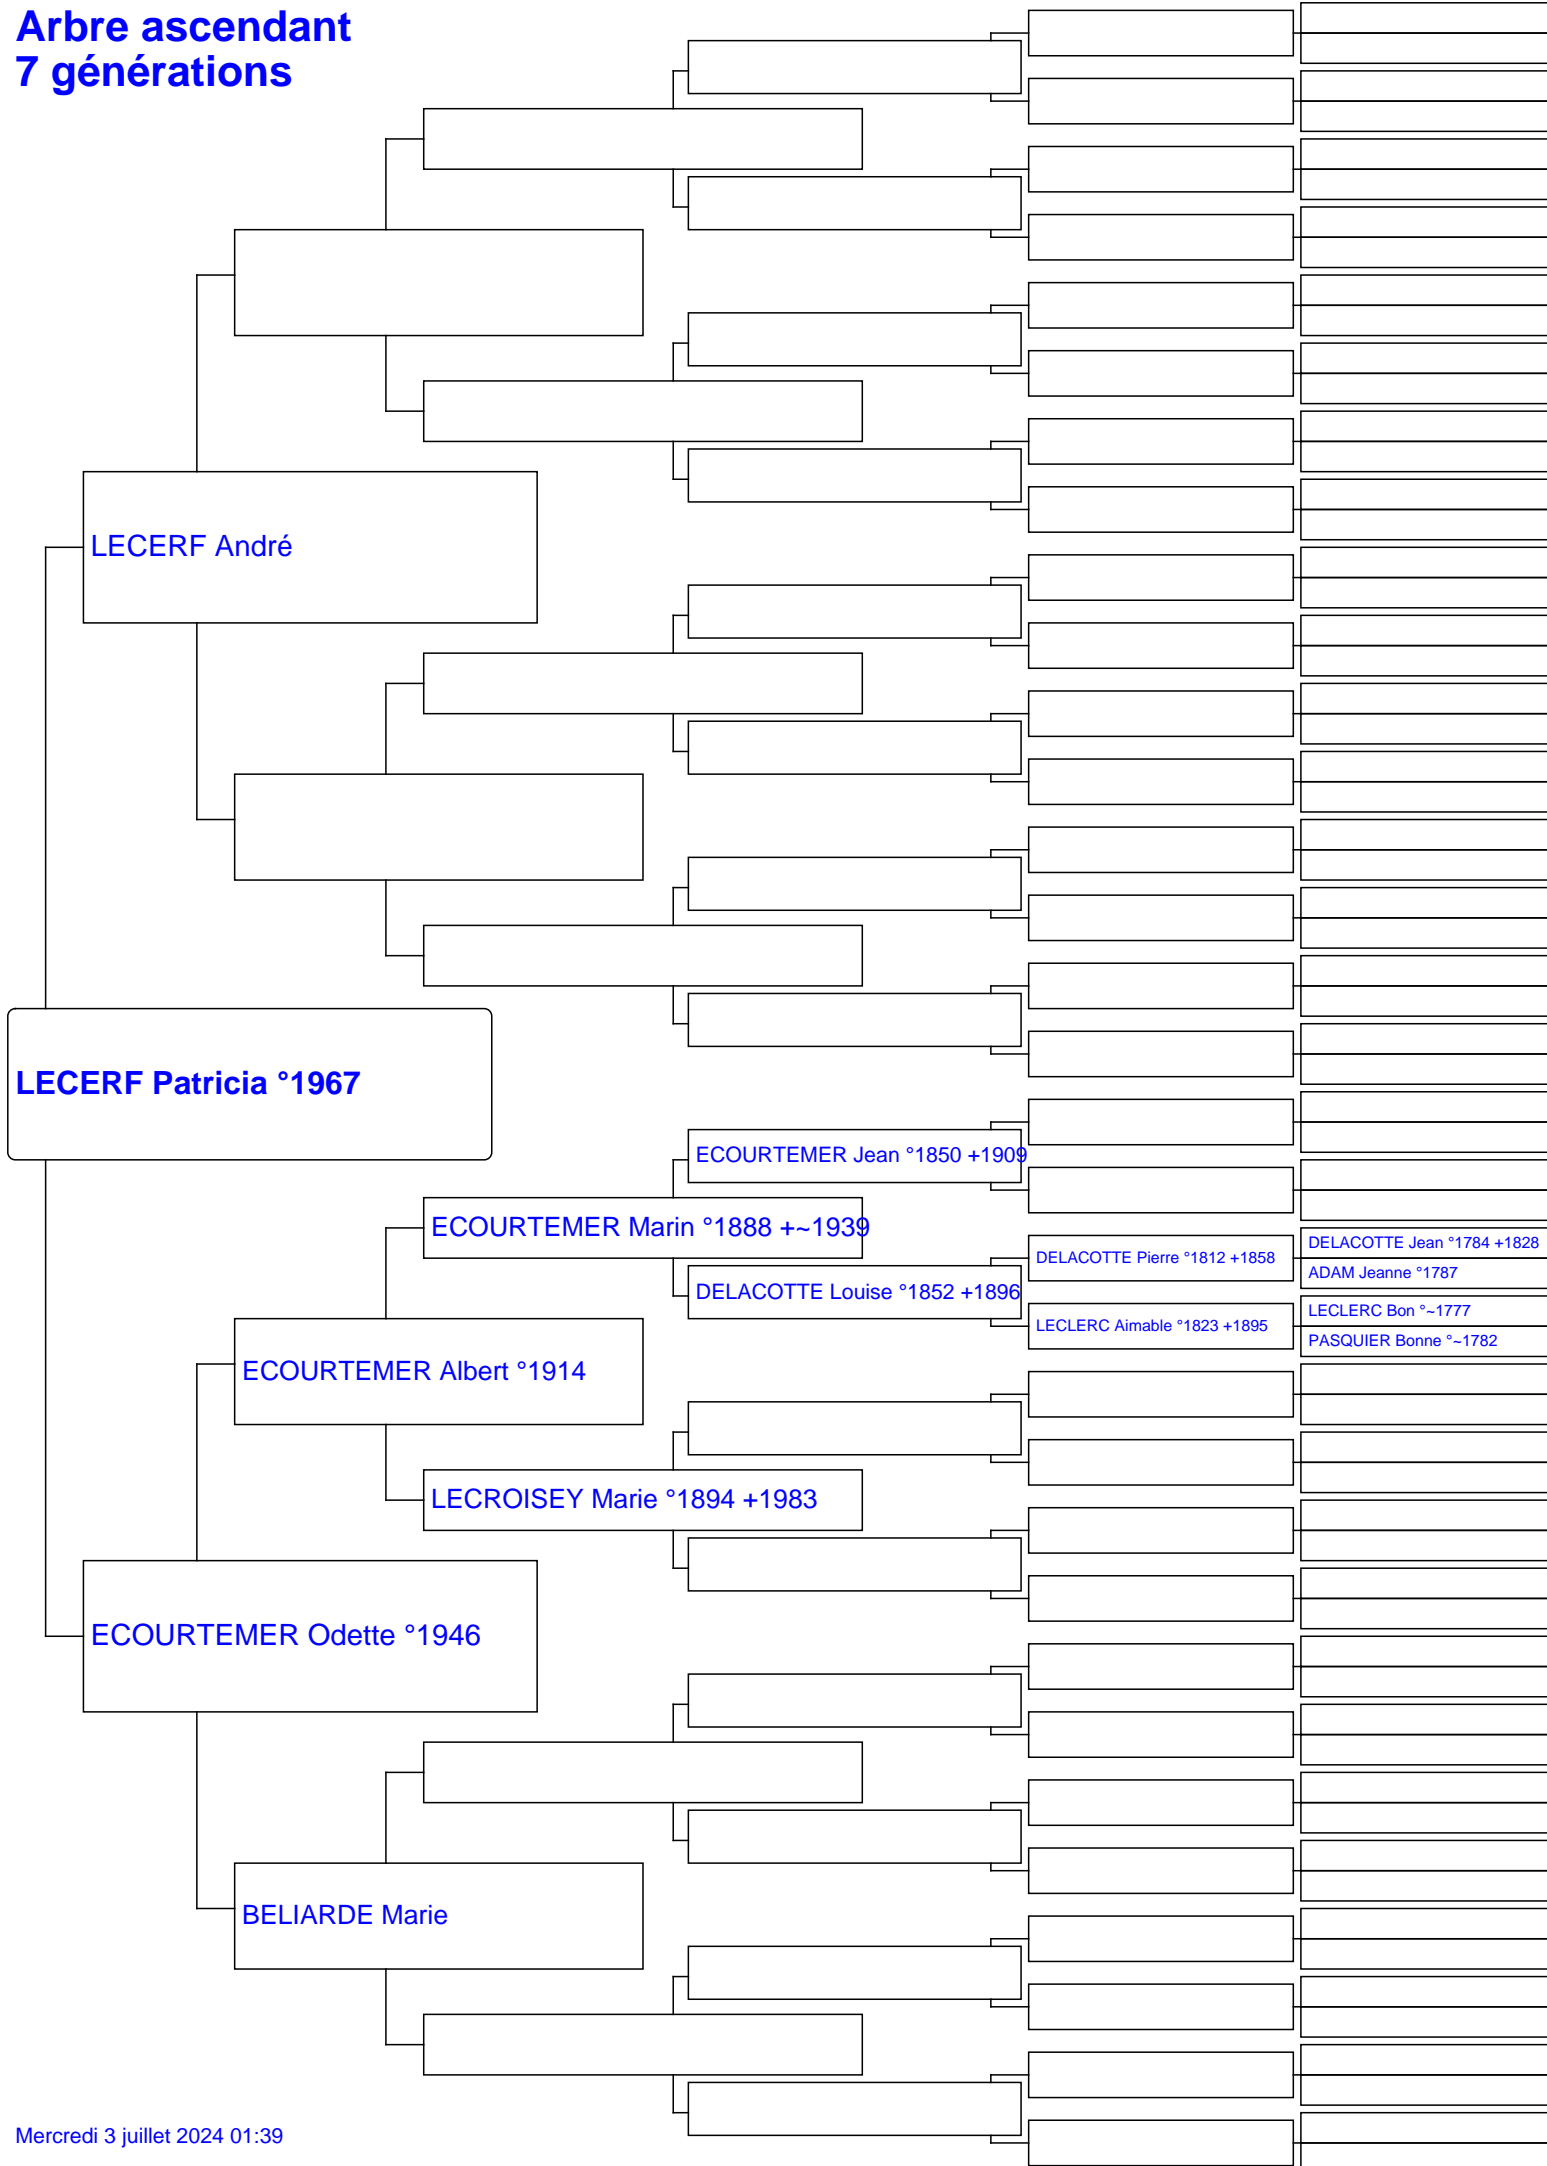 Arbre ascendant
7 générations
LECERF André
LECERF Patricia °1967
ECOURTEMER Jean °1850 +1909
ECOURTEMER Marin °1888 +~1939
DELACOTTE Jean °1784 +1828
DELACOTTE Pierre °1812 +1858
ADAM Jeanne °1787
DELACOTTE Louise °1852 +1896
LECLERC Bon °~1777
LECLERC Aimable °1823 +1895
PASQUIER Bonne °~1782
ECOURTEMER Albert °1914
LECROISEY Marie °1894 +1983
ECOURTEMER Odette °1946
BELIARDE Marie
Mercredi 3 juillet 2024 01:39